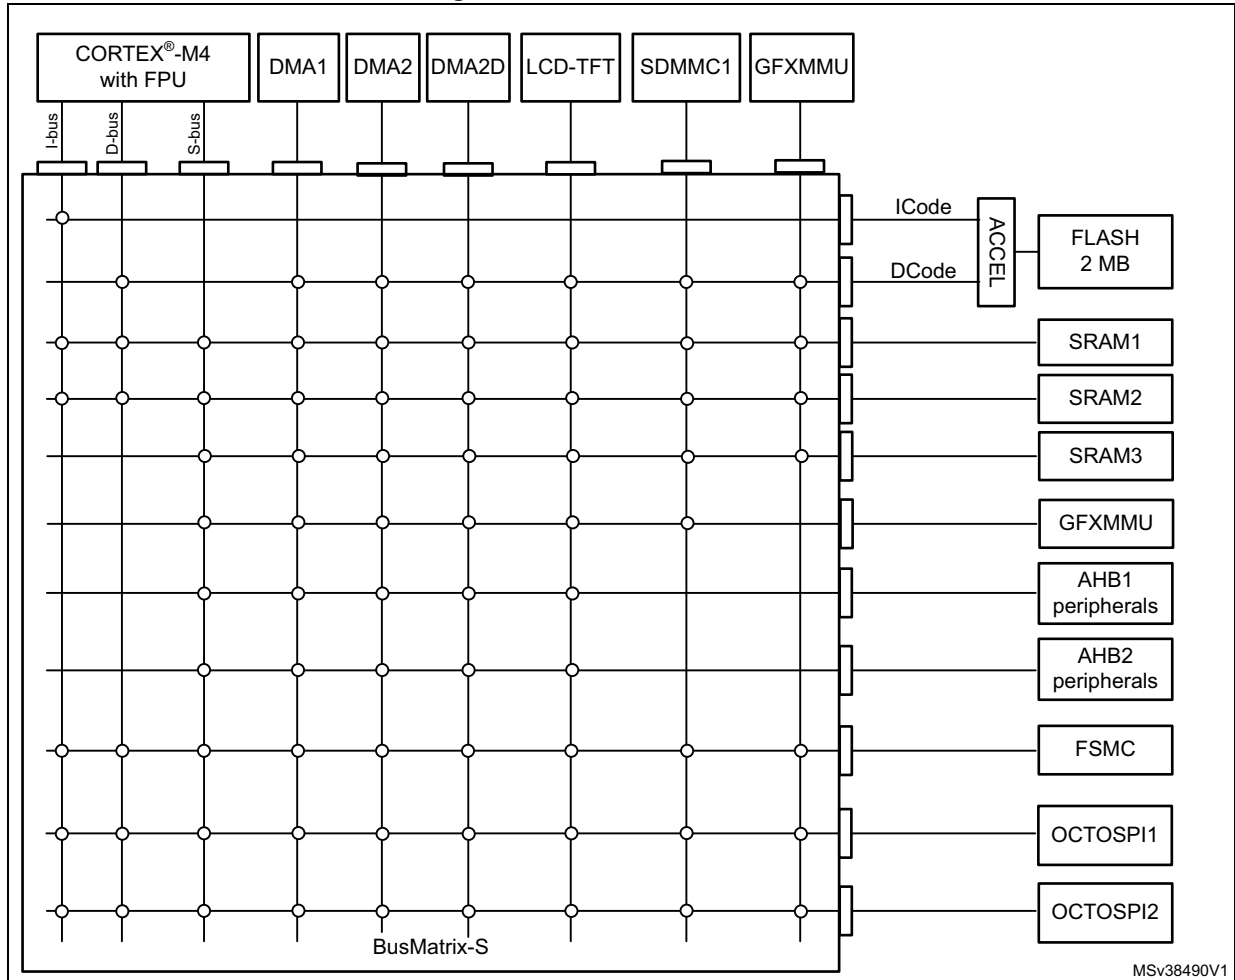 CORTEX®-M4
with FPU
DMA1
DMA2
DMA2D
LCD-TFT
SDMMC1
GFXMMU
I-bus
D-bus
S-bus
ICode
DCode
ACCEL
FLASH
2 MB
SRAM1
SRAM2
SRAM3
GFXMMU
AHB1
peripherals
AHB2
peripherals
FSMC
OCTOSPI1
OCTOSPI2
BusMatrix-S
MSv38490V1